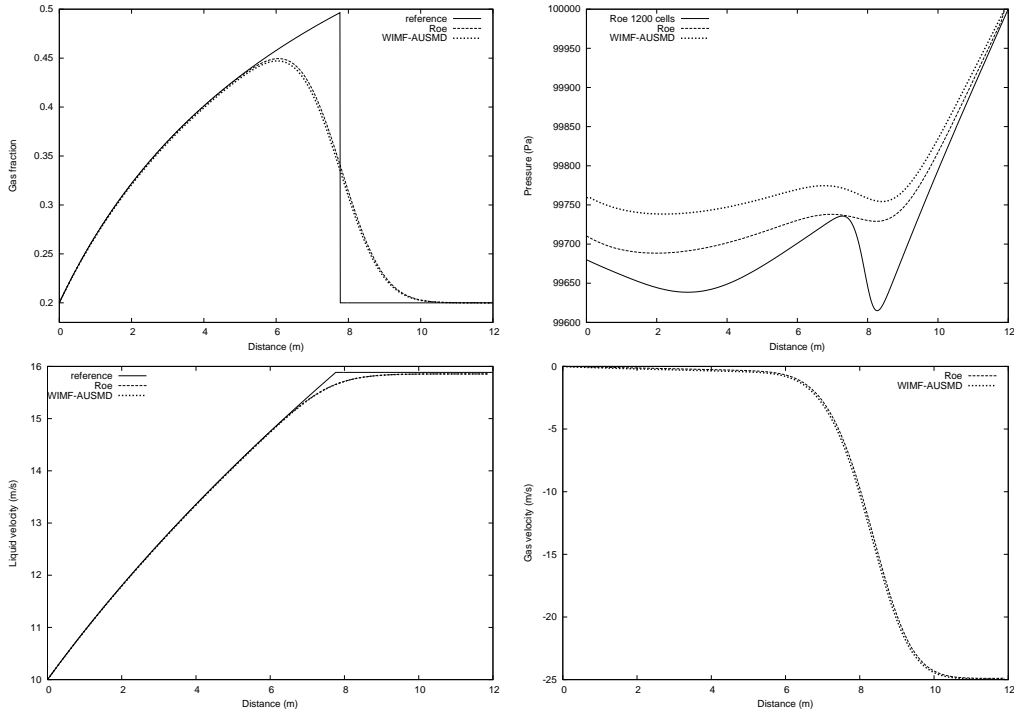 0.5
0.45
0.4
0.35
0.3
0.25
0.2
Gas fraction
reference
Roe
WIMF-AUSMD
0 2 4 6 8 10 12
Distance (m)
100000
99950
99900
99850
99800
99750
99700
99650
99600
Pressure (Pa)
Roe 1200 cells
Roe
WIMF-AUSMD
0 2 4 6 8 10 12
Distance (m)
16
15
14
13
12
11
10
Liquid velocity (m/s)
reference
Roe
WIMF-AUSMD
0 2 4 6 8 10 12
Distance (m)
0
-5
-10
-15
-20
-25
Gas velocity (m/s)
Roe
WIMF-AUSMD
0 2 4 6 8 10 12
Distance (m)